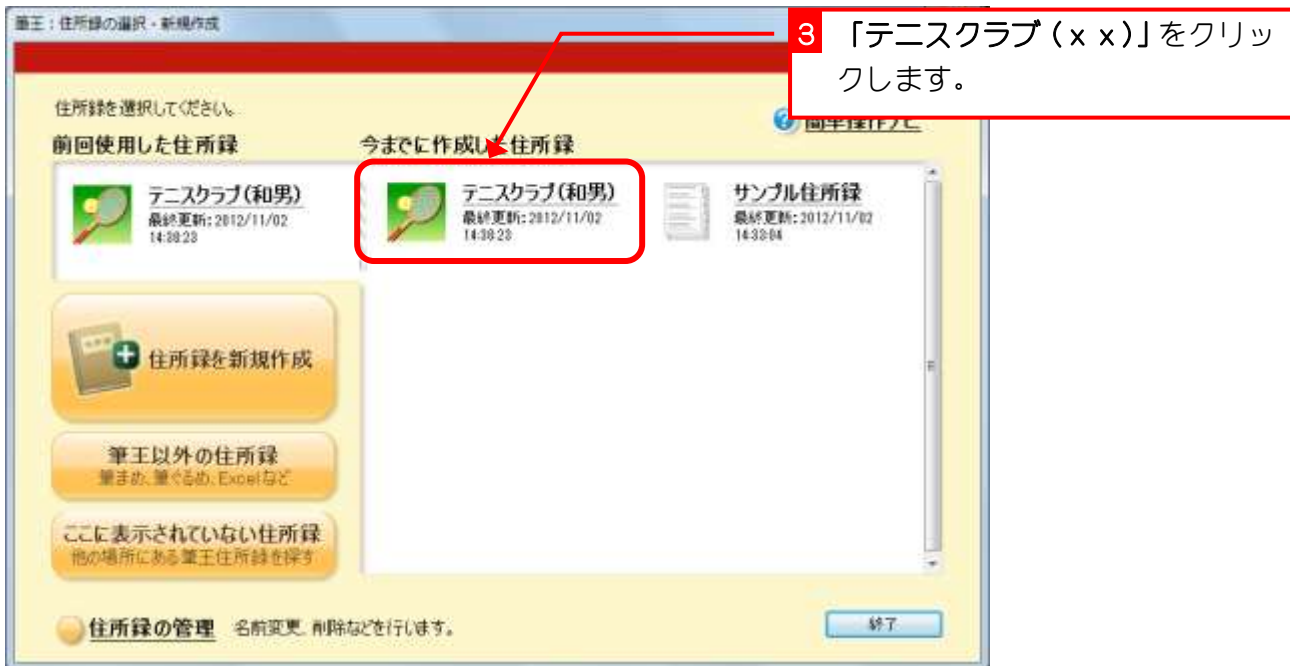 筆王：住所録の選択・新規作成
3 「テニスクラブ（ｘｘ）」をクリッ
クします。
住所録を選択してください。
簡単操作ナビ
前回使用した住所録
今までに作成した住所録
テニスクラブ(和男)
最終更新:2012/11/02
14:38:23
テニスクラブ(和男)
最終更新:2012/11/02
14:38:23
サンプル住所録
最終更新:2012/11/02
14:33:04
住所録を新規作成
筆王以外の住所録
筆まめ、筆ぐるめ、Excelなど
ここに表示されていない住所録
他の場所にある筆王住所録を探す
住所録の管理 名前変更、削除などを行います。
終了